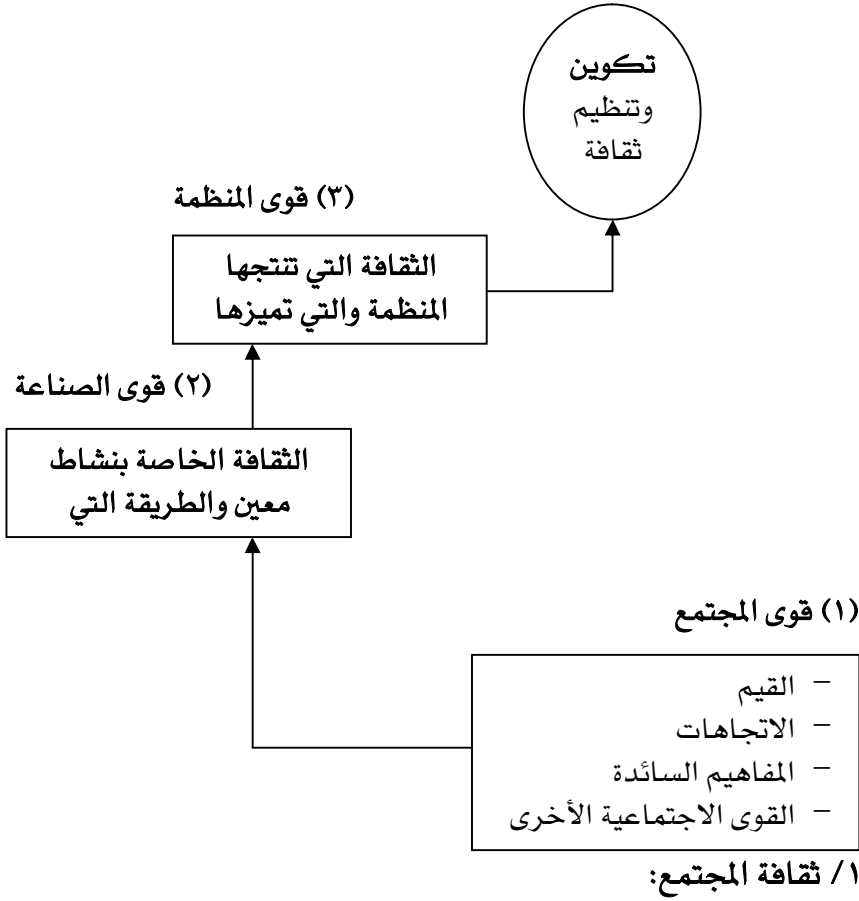 تكوين
وتنظيم
ثقافة
(٣) قوى المنظمة
الثقافة التي تنتجها
المنظمة والتي تميزها
(٢) قوى الصناعة
الثقافة الخاصة بنشاط
معين والطريقة التي
(١) قوى المجتمع
– القيم
– الاتجاهات
– المفاهيم السائدة
– القوى الاجتماعية الأخرى
١/ ثقافة المجتمع: